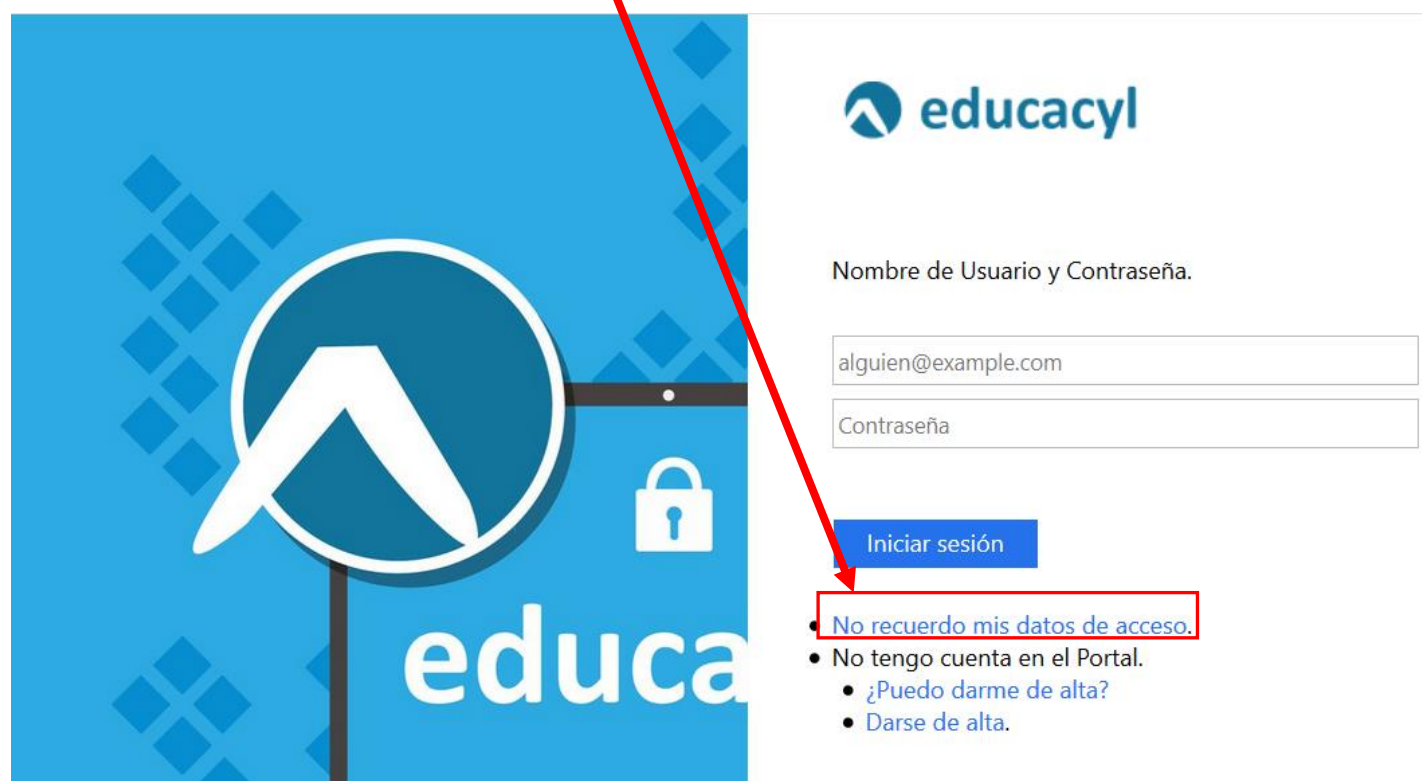 educacyl
Nombre de Usuario y Contraseña.
alguien@example.com
Contraseña
Iniciar sesión
No recuerdo mis datos de acceso.
No tengo cuenta en el Portal.
¿Puedo darme de alta?
Darse de alta.
educa